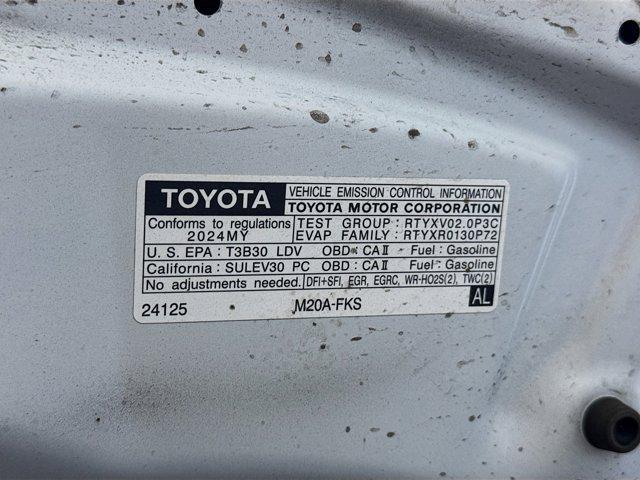 TOYOTA
VEHICLE EMISSION CONTROL INFORMATION
TOYOTA MOTOR CORPORATION
Conforms to regulations
2024MY
TEST GROUP : RTYXV02.0P3C
EVAP FAMILY : RTYXR0130P72
U. S. EPA : T3B30 LDV OBD : CAⅡ Fuel : Gasoline
California : SULEV30 PC OBD : CAⅡ Fuel : Gasoline
No adjustments needed. DFI+SFI, EGR, EGRC, WR-HO2S(2), TWC(2)
24125 M20A-FKS AL